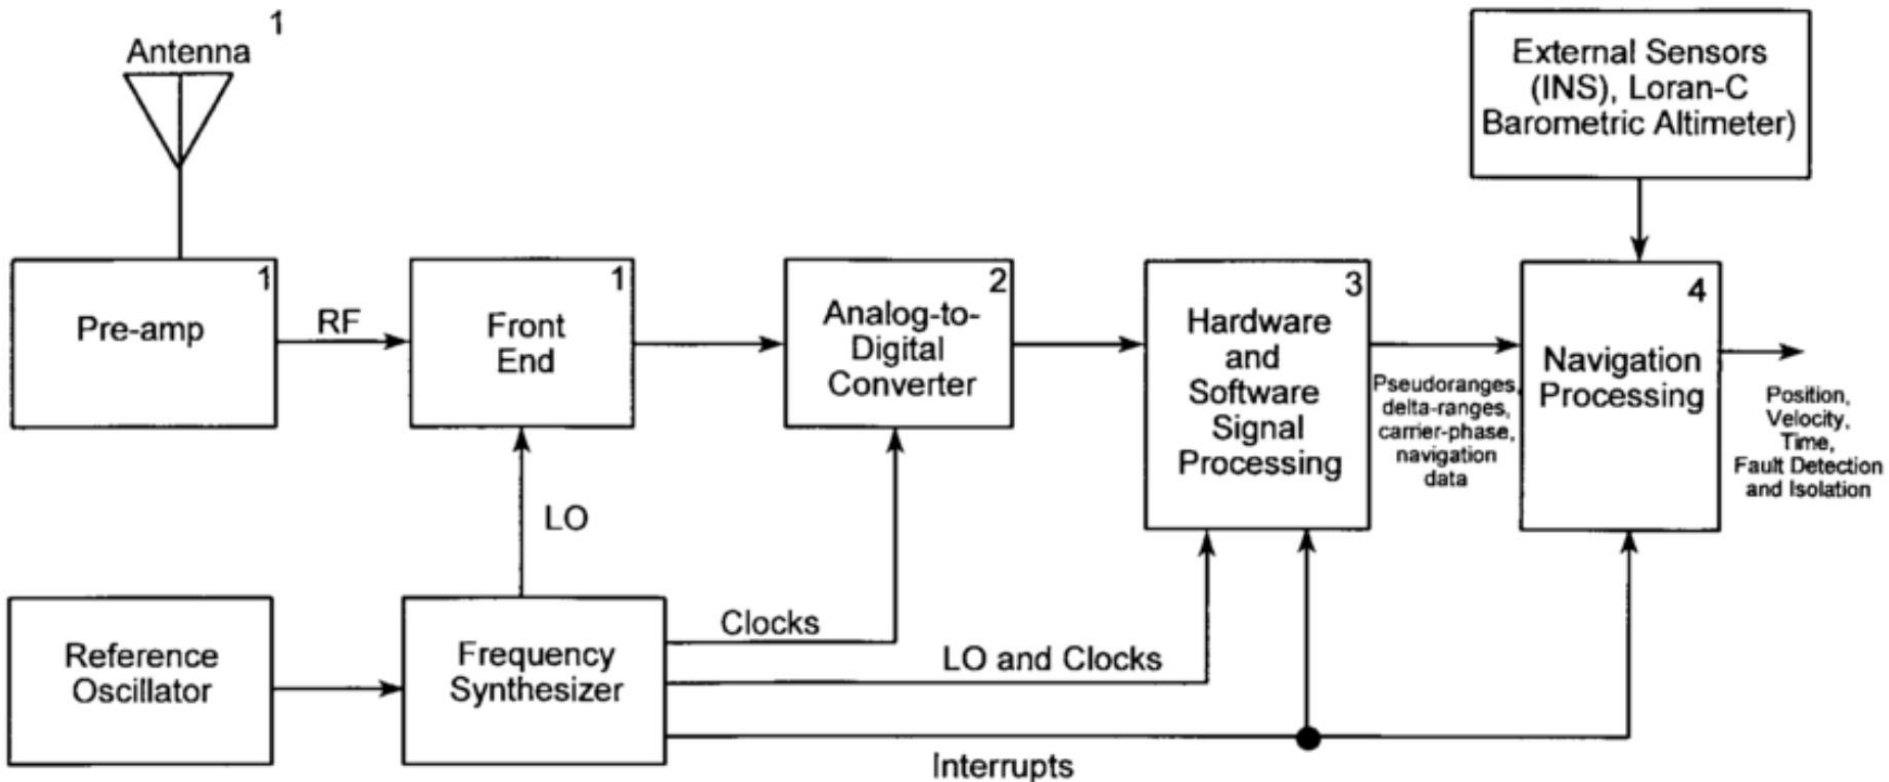 1
Antenna
External Sensors
(INS), Loran-C
Barometric Altimeter)
1
Pre-amp
RF
1
Front
End
2
Analog-to-
Digital
Converter
3
Hardware
and
Software
Signal
Processing
Pseudoranges,
delta-ranges,
carrier-phase,
navigation
data
4
Navigation
Processing
Position,
Velocity,
Time,
Fault Detection
and Isolation
LO
Reference
Oscillator
Frequency
Synthesizer
Clocks
LO and Clocks
Interrupts